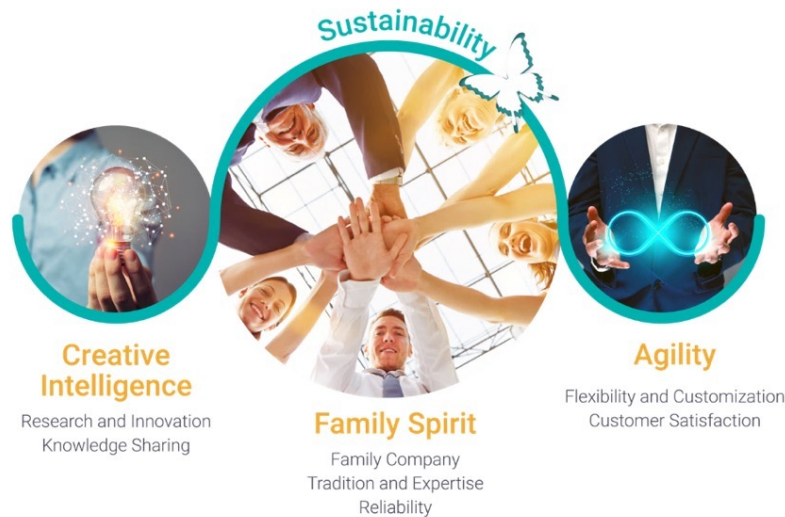 Sustainability
Creative
Intelligence
Research and Innovation
Knowledge Sharing
Family Spirit
Family Company
Tradition and Expertise
Reliability
Agility
Flexibility and Customization
Customer Satisfaction